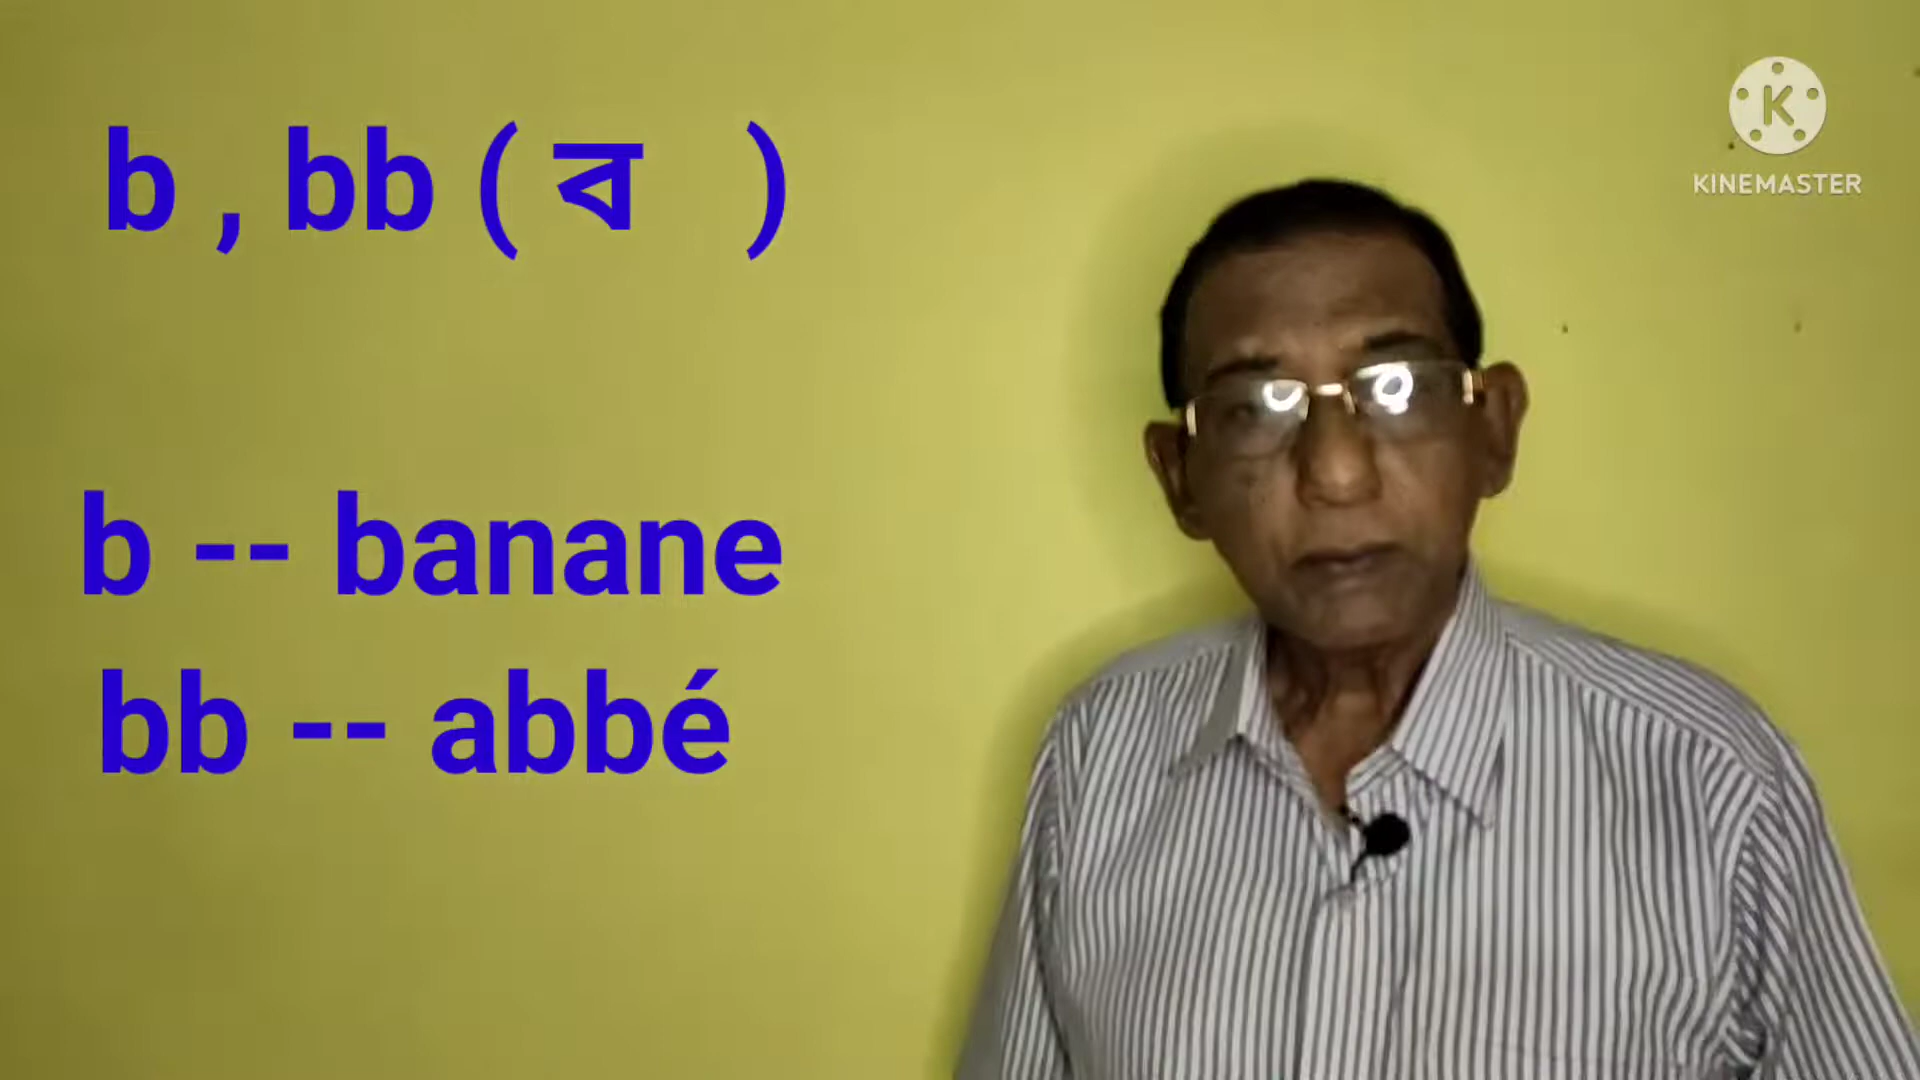 b , bb ( ব )
b -- banane
bb -- abbé
K
KINEMASTER